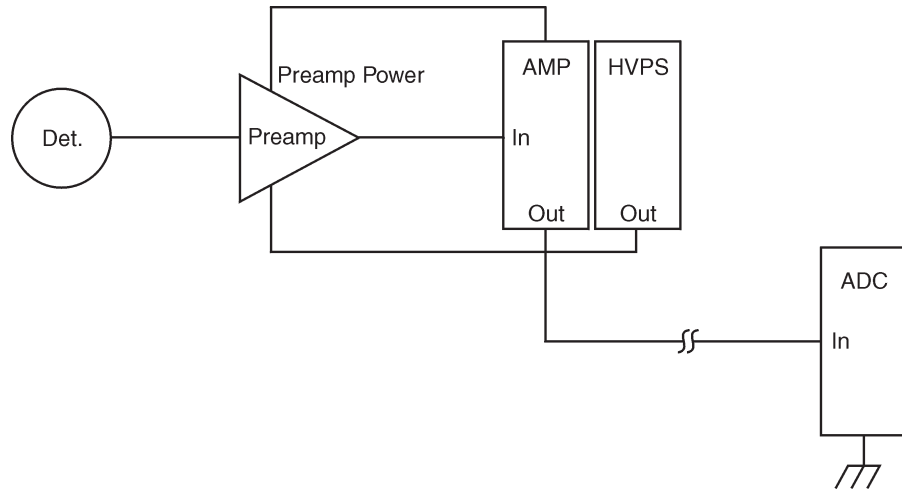 AMP
HVPS
Preamp Power
Det.
Preamp
In
Out
Out
ADC
In